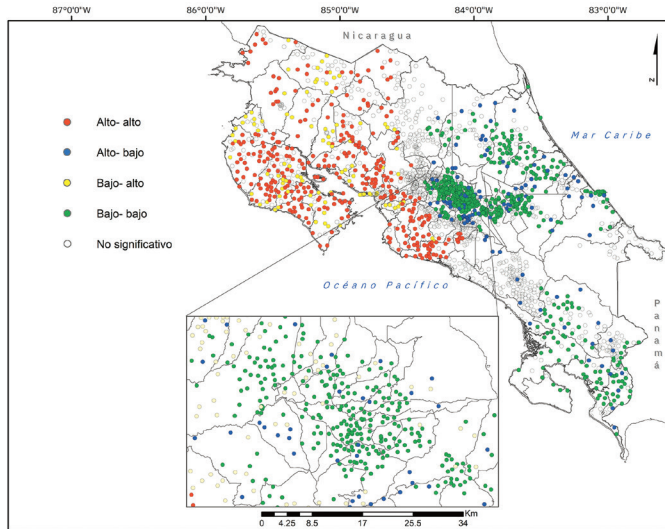 87°0'0"W 86°0'0"W 85°0'0"W 84°0'0"W 83°0'0"W
Nicaragua
N
Alto- alto
Mar Caribe
Alto- bajo
Bajo- alto
Bajo- bajo
No significativo
Océano Pacífico
Panamá
Km
0 4.25 8.5 17 25.5 34